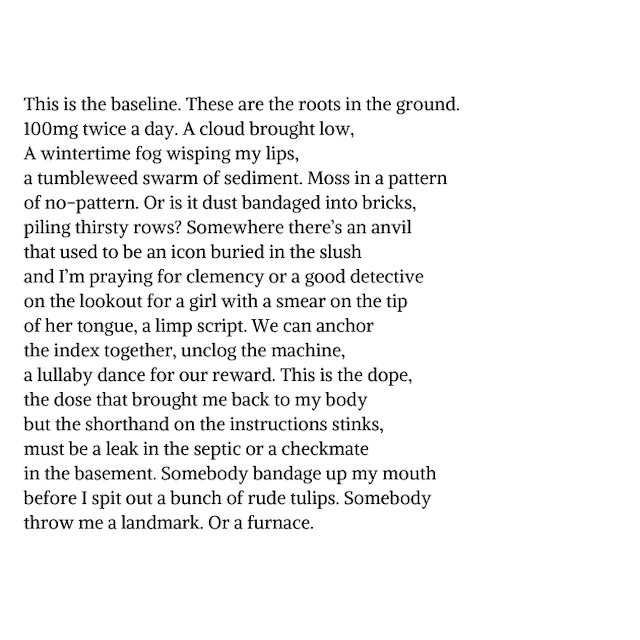 This is the baseline. These are the roots in the ground.
100mg twice a day. A cloud brought low,
A wintertime fog wisping my lips,
a tumbleweed swarm of sediment. Moss in a pattern
of no-pattern. Or is it dust bandaged into bricks,
piling thirsty rows? Somewhere there’s an anvil
that used to be an icon buried in the slush
and I’m praying for clemency or a good detective
on the lookout for a girl with a smear on the tip
of her tongue, a limp script. We can anchor
the index together, unclog the machine,
a lullaby dance for our reward. This is the dope,
the dose that brought me back to my body
but the shorthand on the instructions stinks,
must be a leak in the septic or a checkmate
in the basement. Somebody bandage up my mouth
before I spit out a bunch of rude tulips. Somebody
throw me a landmark. Or a furnace.